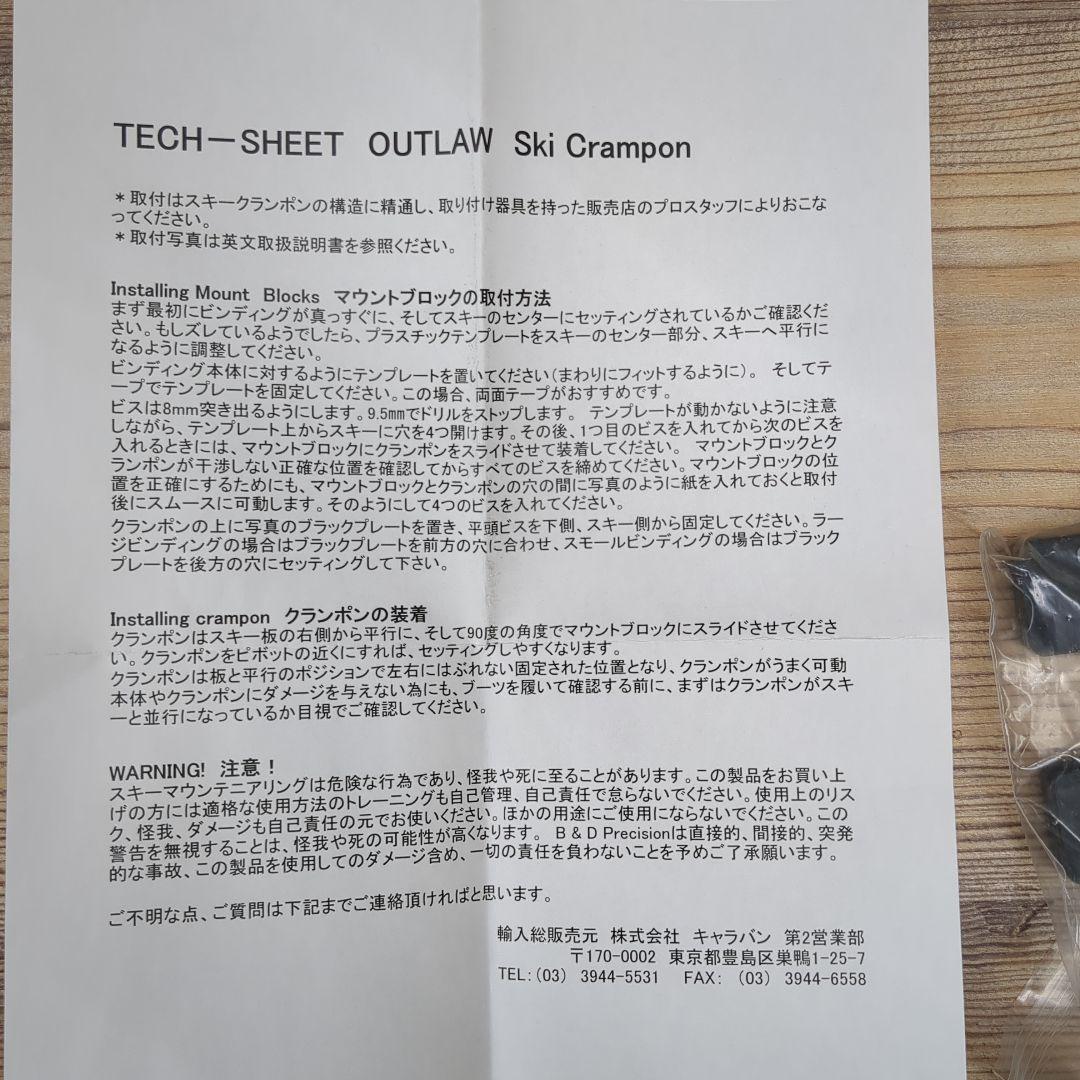 TECH－SHEET OUTLAW Ski Crampon
＊取付はスキークランポンの構造に精通し、取り付け器具を持った販売店のプロスタッフによりおこな
ってください。
＊取付写真は英文取扱説明書を参照ください。
Installing Mount Blocks マウントブロックの取付方法
まず最初にビンディングが真っすぐに、そしてスキーのセンターにセッティングされているかご確認くだ
さい。もしズレているようでしたら、プラスチックテンプレートをスキーのセンター部分、スキーへ平行に
なるように調整してください。
ビンディング本体に対するようにテンプレートを置いてください（まわりにフィットするように）。 そしてテ
ープでテンプレートを固定してください。この場合、両面テープがおすすめです。
ビスは8mm突き出るようにします。9.5mmでドリルをストップします。 テンプレートが動かないように注意
しながら、テンプレート上からスキーに穴を4つ開けます。その後、1つ目のビスを入れてから次のビスを
入れるときには、マウントブロックにクランポンをスライドさせて装着してください。 マウントブロックとク
ランポンが干渉しない正確な位置を確認してからすべてのビスを締めてください。マウントブロックの位
置を正確にするためにも、マウントブロックとクランポンの穴の間に写真のように紙を入れておくと取付
後にスムースに可動します。そのようにして4つのビスを入れてください。
クランポンの上に写真のブラックプレートを置き、平頭ビスを下側、スキー側から固定してください。ラー
ジビンディングの場合はブラックプレートを前方の穴に合わせ、スモールビンディングの場合はブラック
プレートを後方の穴にセッティングして下さい。
Installing crampon クランポンの装着
クランポンはスキー板の右側から平行に、そして90度の角度でマウントブロックにスライドさせてくださ
い。クランポンをピボットの近くにすれば、セッティングしやすくなります。
クランポンは板と平行のポジションで左右にはぶれない固定された位置となり、クランポンがうまく可動
本体やクランポンにダメージを与えない為にも、ブーツを履いて確認する前に、まずはクランポンがスキ
ーと並行になっているか目視でご確認してください。
WARNING! 注意！
スキーマウンテニアリングは危険な行為であり、怪我や死に至ることがあります。この製品をお買い上
げの方には適格な使用方法のトレーニングも自己管理、自己責任で怠らないでください。使用上のリス
ク、怪我、ダメージも自己責任の元でお使いください。ほかの用途にご使用にならないでください。この
警告を無視することは、怪我や死の可能性が高くなります。 B＆D Precisionは直接的、間接的、突発
的な事故、この製品を使用してのダメージ含め、一切の責任を負わないことを予めご了承願います。
ご不明な点、ご質問は下記までご連絡頂ければと思います。
輸入総販売元 株式会社 キャラバン 第2営業部
〒170-0002 東京都豊島区巣鴨1-25-7
TEL:(03) 3944-5531 FAX: (03) 3944-6558